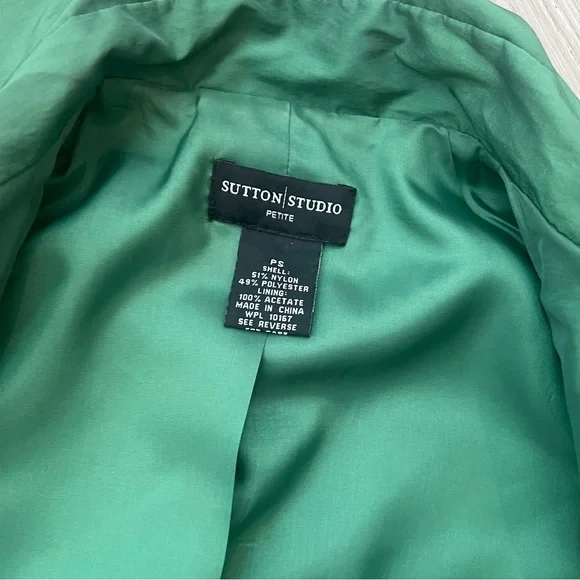 SUTTON|STUDIO
PETITE
PS
SHELL:
51% NYLON
49% POLYESTER
LINING:
100% ACETATE
MADE IN CHINA
WPL 10167
SEE REVERSE